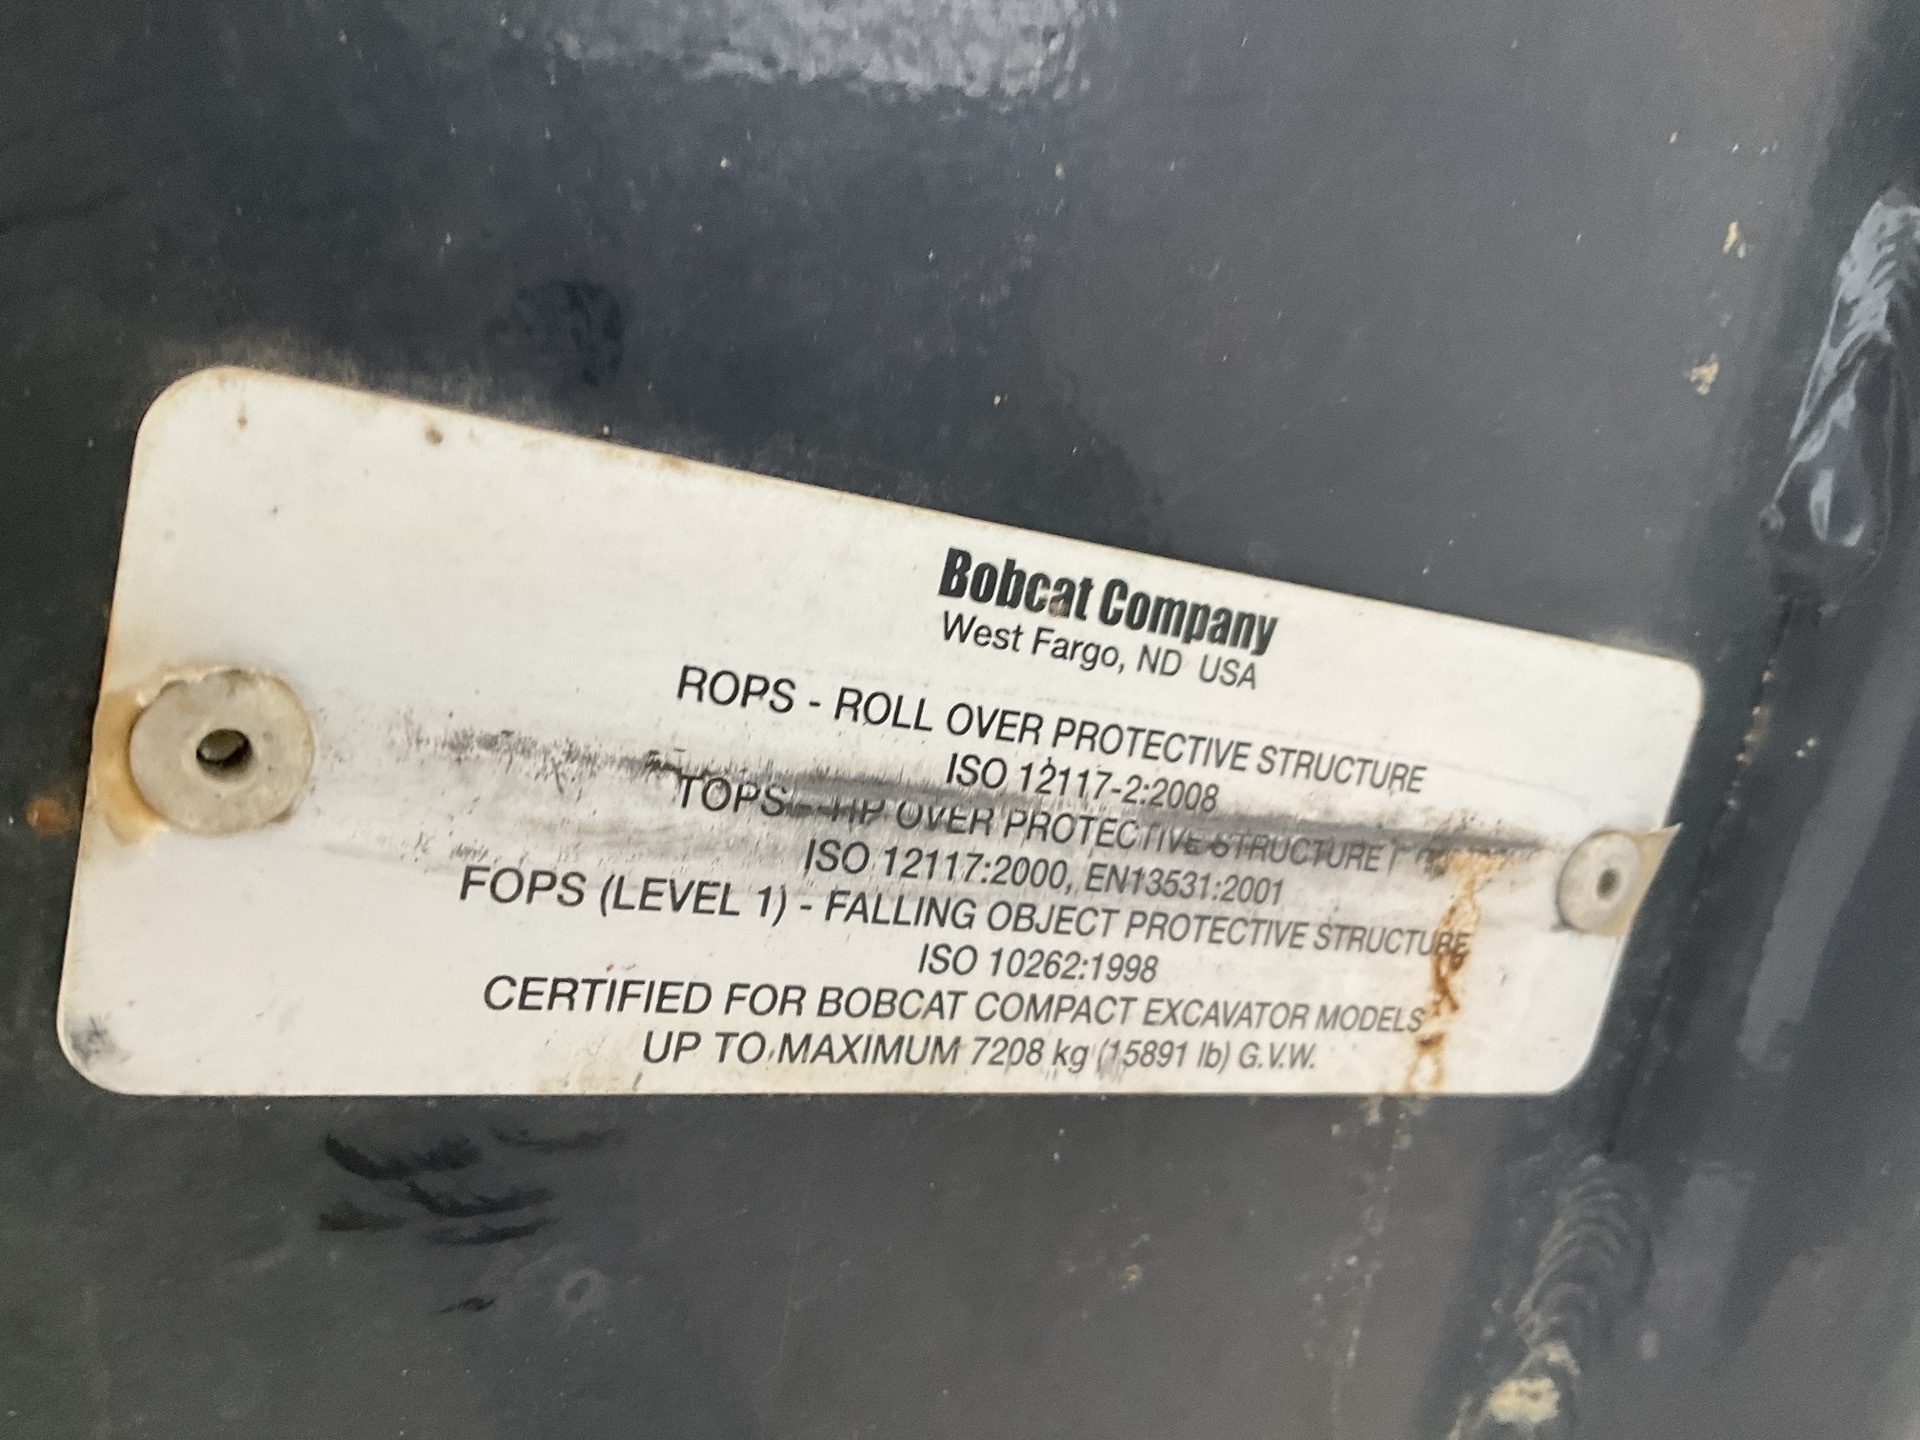 Bobcat Company
West Fargo, ND USA
ROPS - ROLL OVER PROTECTIVE STRUCTURE
ISO 12117-2:2008
TOPS - TIP OVER PROTECTIVE STRUCTURE
ISO 12117:2000, EN13531:2001
FOPS (LEVEL 1) - FALLING OBJECT PROTECTIVE STRUCTURE
ISO 10262:1998
CERTIFIED FOR BOBCAT COMPACT EXCAVATOR MODELS
UP TO MAXIMUM 7208 kg (15891 lb) G.V.W.